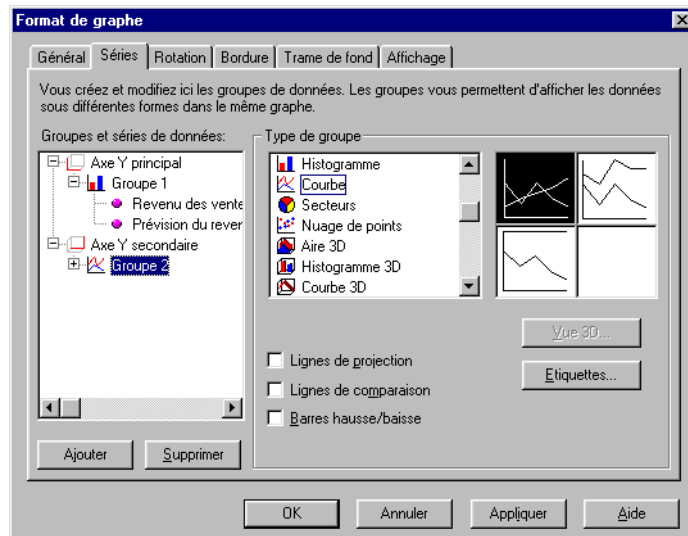 Format de graphe
Général Séries Rotation Bordure Trame de fond Affichage
Vous créez et modifiez ici les groupes de données. Les groupes vous permettent d'afficher les données
sous différentes formes dans le même graphe.
Groupes et séries de données:
Axe Y principal
Groupe 1
Revenu des vente
Prévision du rever
Axe Y secondaire
Groupe 2
Type de groupe
Histogramme
Courbe
Secteurs
Nuage de points
Aire 3D
Histogramme 3D
Courbe 3D
Vue 3D...
Lignes de projection
Lignes de comparaison
Barres hausse/baisse
Etiquettes...
Ajouter
Supprimer
OK
Annuler
Appliquer
Aide